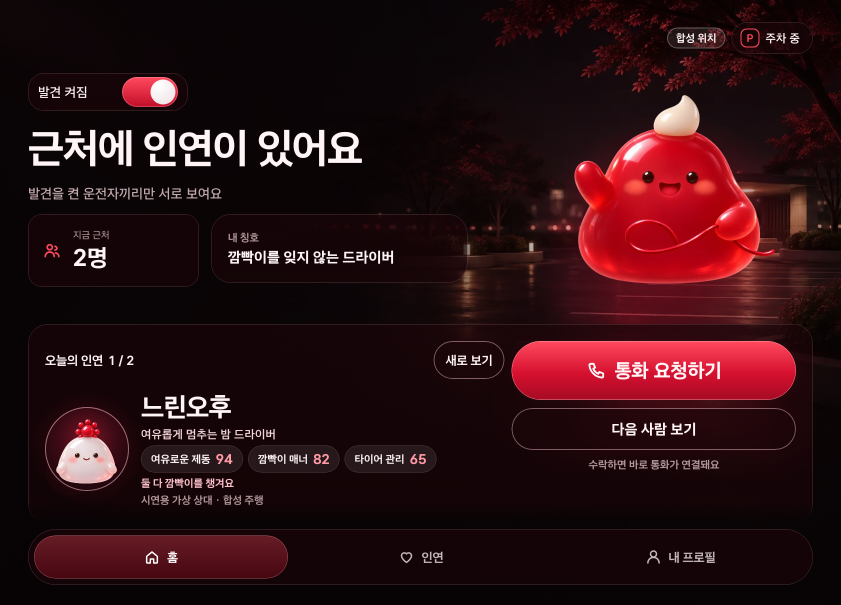 합성 위치
P 주차 중
발견 켜짐
근처에 인연이 있어요
발견을 켠 운전자끼리만 서로 보여요
지금 근처
2명
내 칭호
깜빡이를 잊지 않는 드라이버
오늘의 인연 1 / 2
새로 보기
느린오후
여유롭게 멈추는 밤 드라이버
여유로운 제동 94
깜빡이 매너 82
타이어 관리 65
둘 다 깜빡이를 챙겨요
시연용 가상 상대 · 합성 주행
통화 요청하기
다음 사람 보기
수락하면 바로 통화가 연결돼요
홈
인연
내 프로필